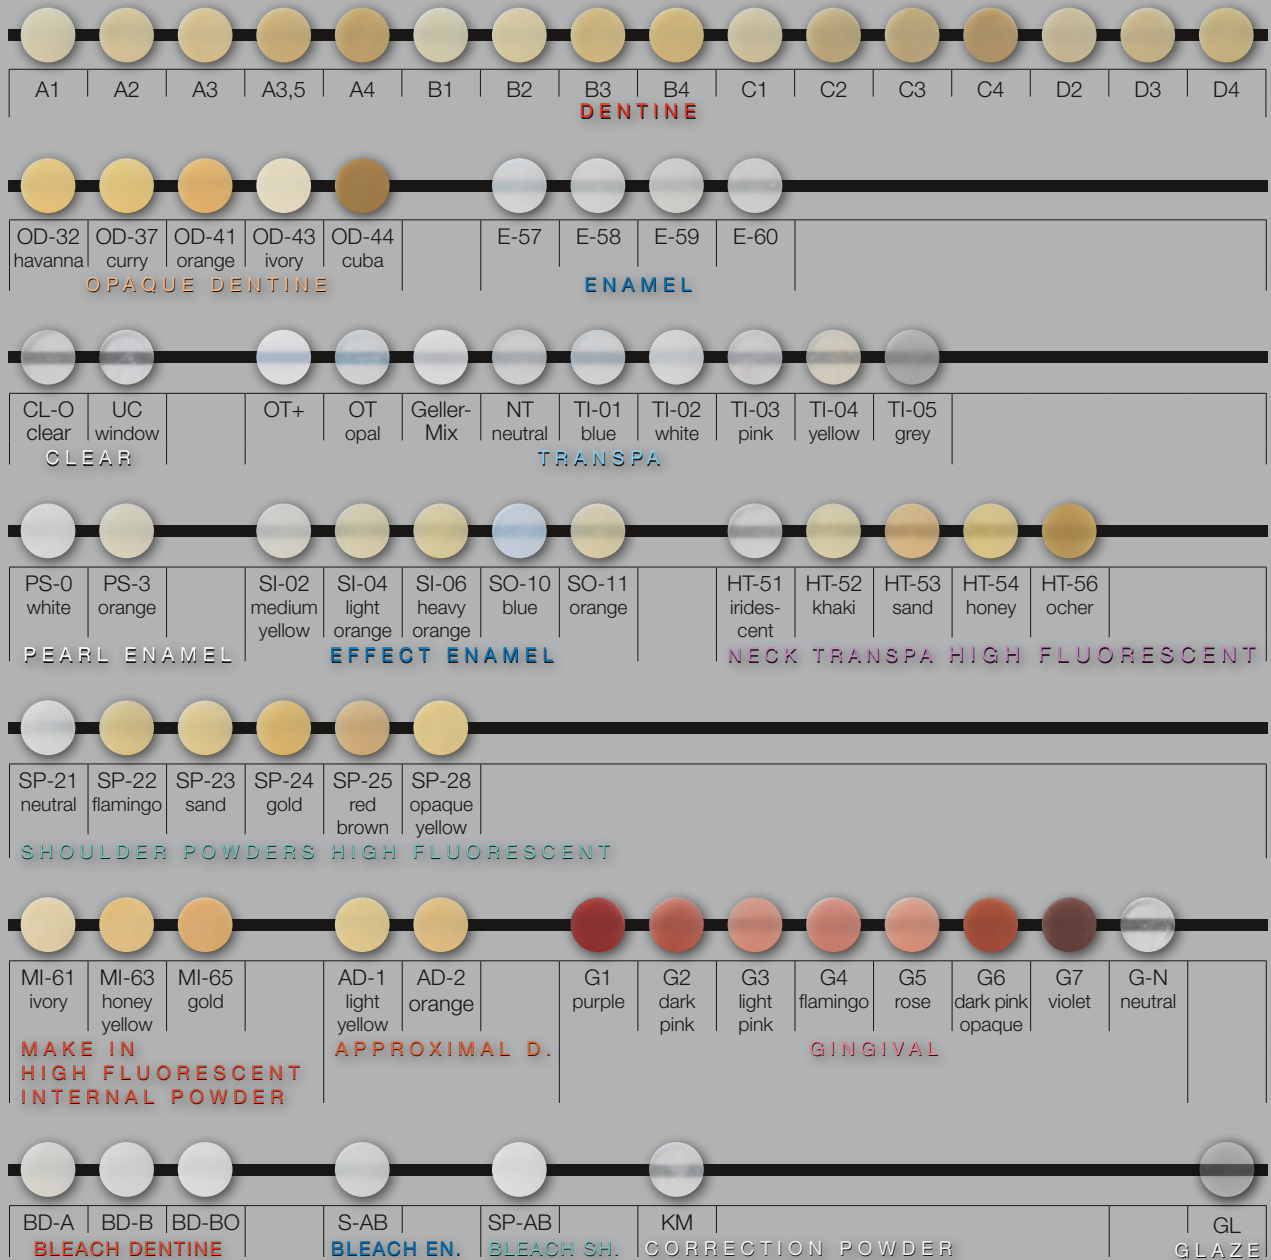 A1 A2 A3 A3,5 A4 B1 B2 B3 B4 C1 C2 C3 C4 D2 D3 D4
DENTINE
OD-32 OD-37 OD-41 OD-43 OD-44 E-57 E-58 E-59 E-60
havanna curry orange ivory cuba
OPAQUE DENTINE ENAMEL
CL-O UC OT+ OT Geller- NT TI-01 TI-02 TI-03 TI-04 TI-05
clear window opal Mix neutral blue white pink yellow grey
CLEAR TRANSPA
PS-0 PS-3 SI-02 SI-04 SI-06 SO-10 SO-11 HT-51 HT-52 HT-53 HT-54 HT-56
white orange medium light heavy blue orange irides- khaki sand honey ocher
yellow orange orange cent
PEARL ENAMEL EFFECT ENAMEL NECK TRANSPA HIGH FLUORESCENT
SP-21 SP-22 SP-23 SP-24 SP-25 SP-28
neutral flamingo sand gold red opaque
brown yellow
SHOULDER POWDERS HIGH FLUORESCENT
MI-61 MI-63 MI-65 AD-1 AD-2 G1 G2 G3 G4 G5 G6 G7 G-N
ivory honey gold light orange purple dark light flamingo rose dark pink violet neutral
yellow yellow pink pink opaque
MAKE IN APPROXIMAL D. GINGIVAL
HIGH FLUORESCENT
INTERNAL POWDER
BD-A BD-B BD-BO S-AB SP-AB KM GL
BLEACH DENTINE BLEACH EN. BLEACH SH. CORRECTION POWDER GLAZE